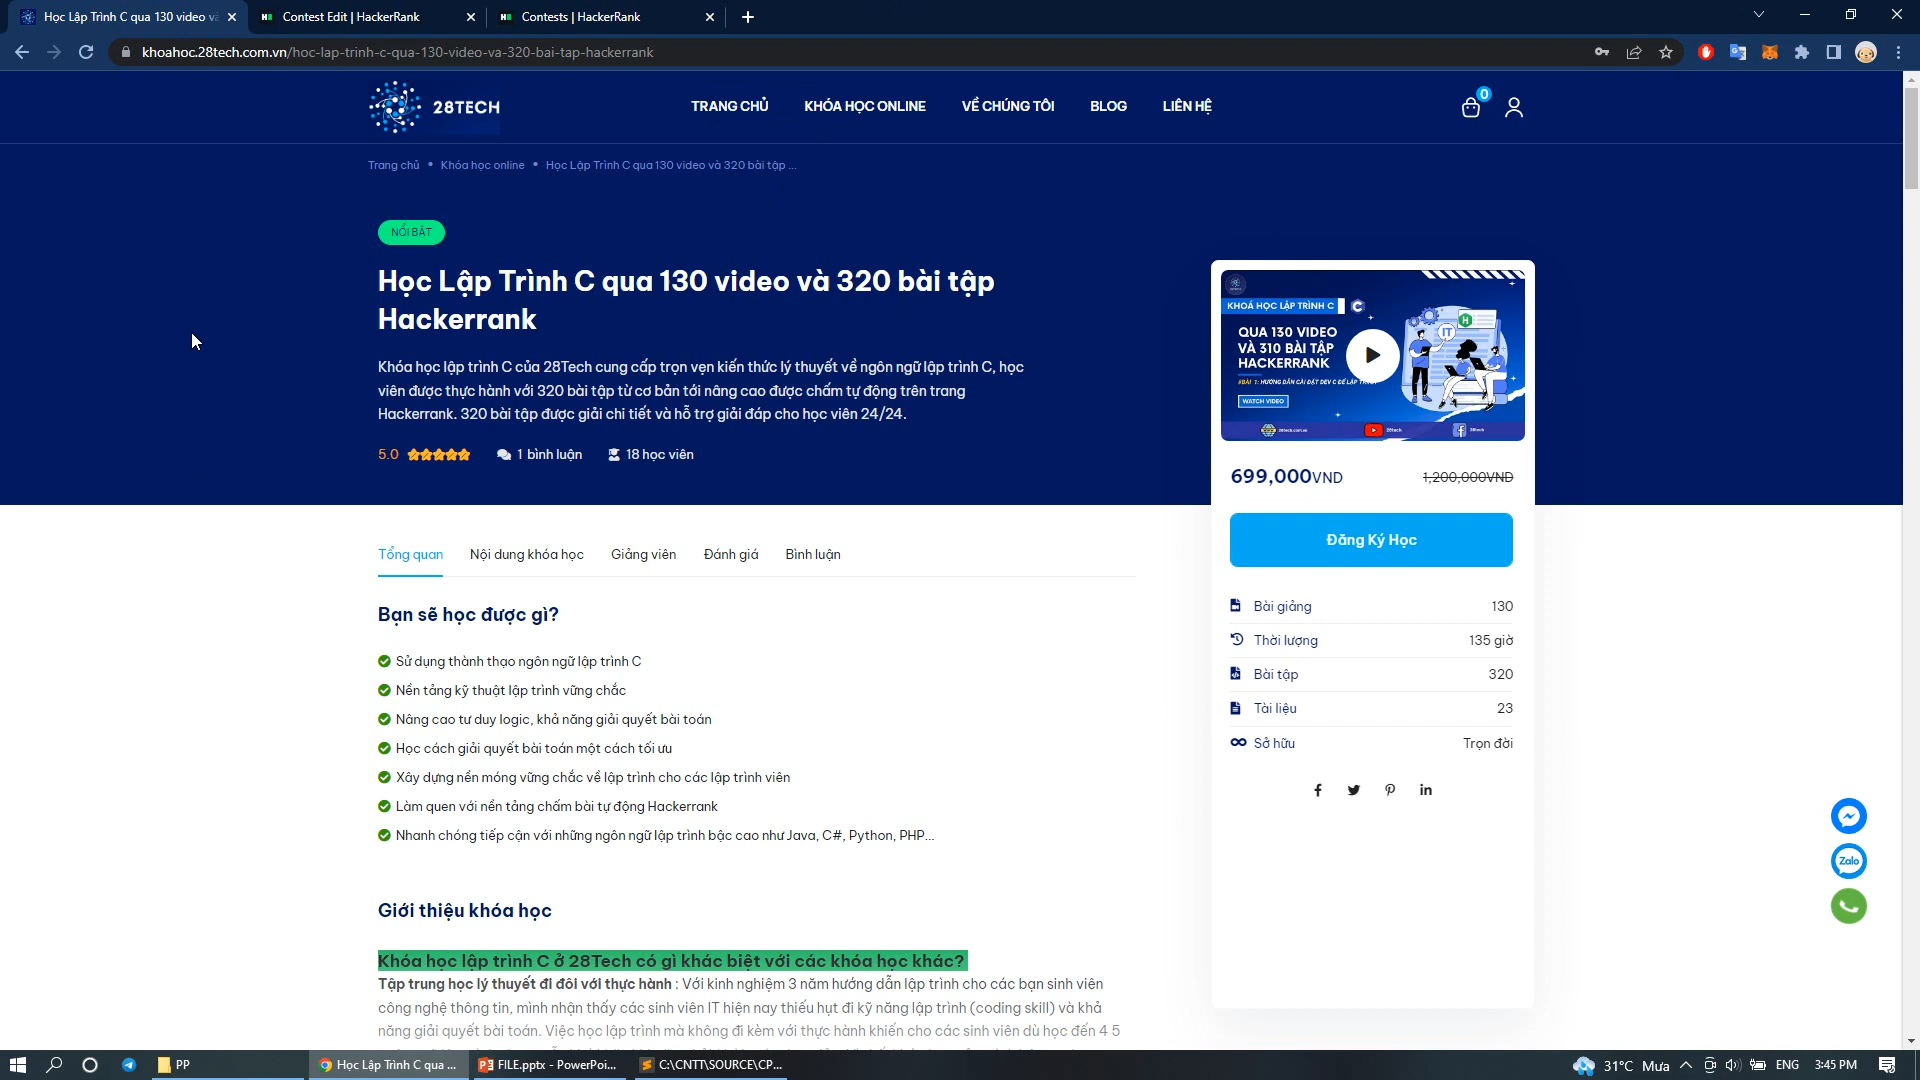 Học Lập Trình C qua 130 video và
Contest Edit | HackerRank
Contests | HackerRank
khoahoc.28tech.com.vn/hoc-lap-trinh-c-qua-130-video-va-320-bai-tap-hackerrank
28TECH
TRANG CHỦ
KHÓA HỌC ONLINE
VỀ CHÚNG TÔI
BLOG
LIÊN HỆ
0
Trang chủ • Khóa học online • Học Lập Trình C qua 130 video và 320 bài tập ...
NỔI BẬT
Học Lập Trình C qua 130 video và 320 bài tập
Hackerrank
Khóa học lập trình C của 28Tech cung cấp trọn vẹn kiến thức lý thuyết về ngôn ngữ lập trình C, học
viên được thực hành với 320 bài tập từ cơ bản tới nâng cao được chấm tự động trên trang
Hackerrank. 320 bài tập được giải chi tiết và hỗ trợ giải đáp cho học viên 24/24.
5.0
1 bình luận
18 học viên
KHOÁ HỌC LẬP TRÌNH C
QUA 130 VIDEO
VÀ 310 BÀI TẬP
HACKERRANK
#BÀI 1: HƯỚNG DẪN CÀI ĐẶT DEV C ĐỂ LẬP
WATCH VIDEO
IT
28tech.com.vn
28tech
28tech
699,000VND
1,200,000VND
Đăng Ký Học
Bài giảng 130
Thời lượng 135 giờ
Bài tập 320
Tài liệu 23
Sở hữu Trọn đời
Tổng quan
Nội dung khóa học
Giảng viên
Đánh giá
Bình luận
Bạn sẽ học được gì?
Sử dụng thành thạo ngôn ngữ lập trình C
Nền tảng kỹ thuật lập trình vững chắc
Nâng cao tư duy logic, khả năng giải quyết bài toán
Học cách giải quyết bài toán một cách tối ưu
Xây dựng nền móng vững chắc về lập trình cho các lập trình viên
Làm quen với nền tảng chấm bài tự động Hackerrank
Nhanh chóng tiếp cận với những ngôn ngữ lập trình bậc cao như Java, C#, Python, PHP...
Giới thiệu khóa học
Khóa học lập trình C ở 28Tech có gì khác biệt với các khóa học khác?
Tập trung học lý thuyết đi đôi với thực hành : Với kinh nghiệm 3 năm hướng dẫn lập trình cho các bạn sinh viên
công nghệ thông tin, mình nhận thấy các sinh viên IT hiện nay thiếu hụt đi kỹ năng lập trình (coding skill) và khả
năng giải quyết bài toán. Việc học lập trình mà không đi kèm với thực hành khiến cho các sinh viên dù học đến 4 5
Zalo
PP
Học Lập Trình C qua ...
FILE.pptx - PowerPoi...
C:\CNTT\SOURCE\CP...
31°C Mưa
ENG
3:45 PM